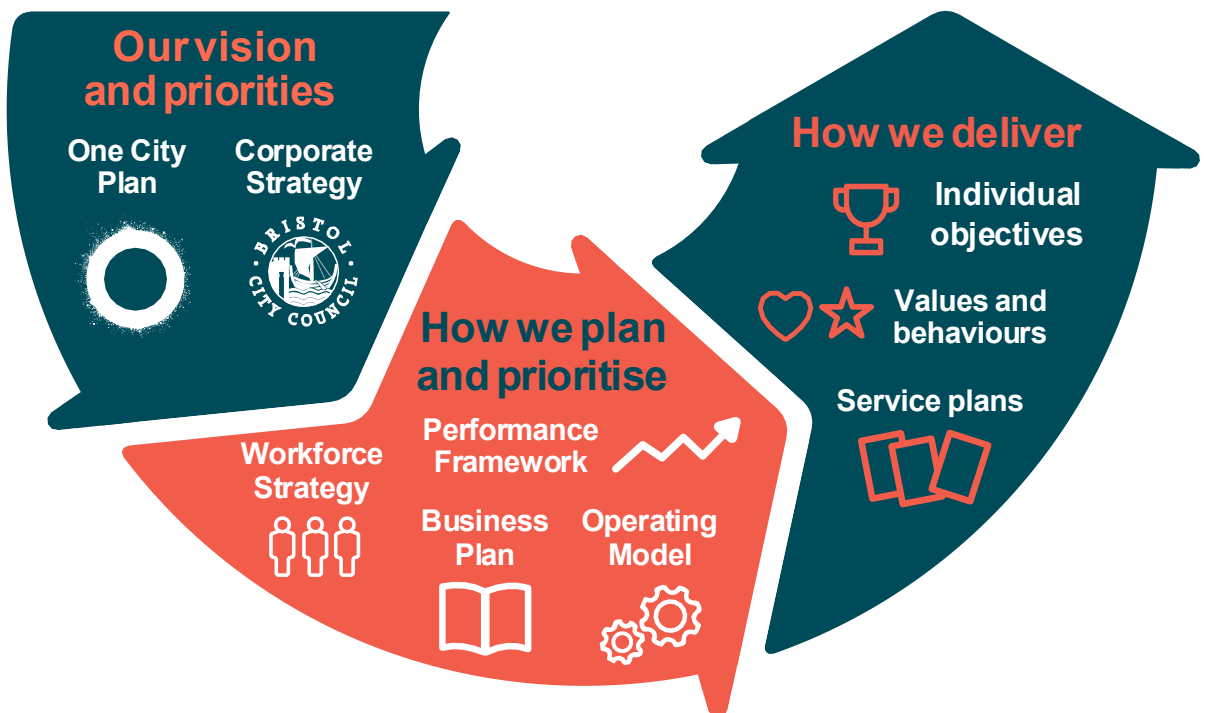 Our vision
and priorities
One City
Plan
Corporate
Strategy
BRISTOL
CITY COUNCIL
How we plan
and prioritise
Workforce
Strategy
Performance
Framework
Business
Plan
Operating
Model
How we deliver
Individual
objectives
Values and
behaviours
Service plans